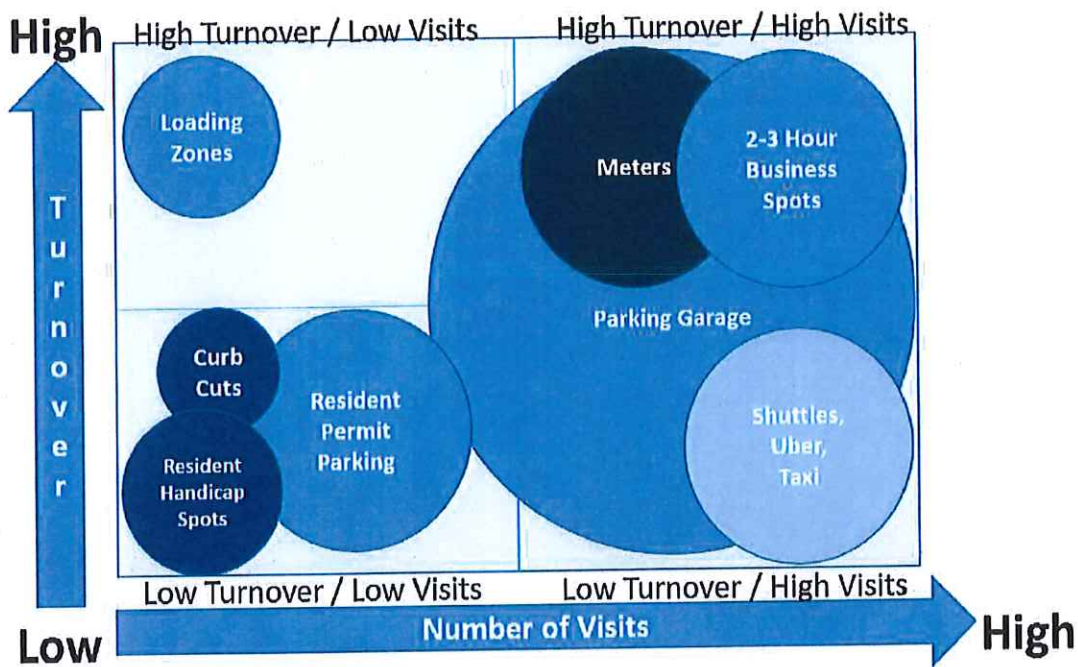 High
High Turnover / Low Visits
High Turnover / High Visits
Loading
Zones
Meters
2-3 Hour
Business
Spots
Turnover
Parking Garage
Curb
Cuts
Resident
Permit
Parking
Resident
Handicap
Spots
Shuttles,
Uber,
Taxi
Low Turnover / Low Visits
Low Turnover / High Visits
Low
Number of Visits
High